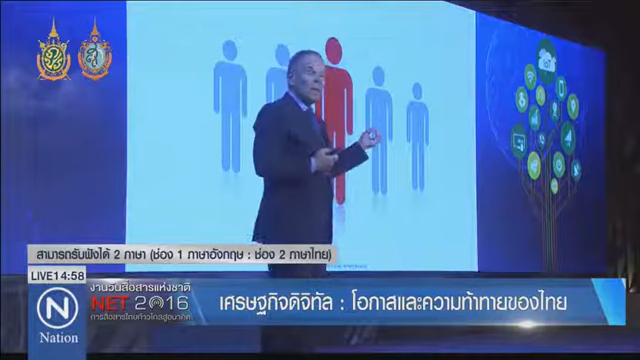 IoT
สามารถรับฟังได้ 2 ภาษา (ช่อง 1 ภาษาอังกฤษ : ช่อง 2 ภาษาไทย)
LIVE14:58
งานวันสื่อสารแห่งชาติ
NET 2016
การสื่อสารไทยก้าวไกลสู่อนาคต
เศรษฐกิจดิจิทัล : โอกาสและความท้าทายของไทย
N
Nation